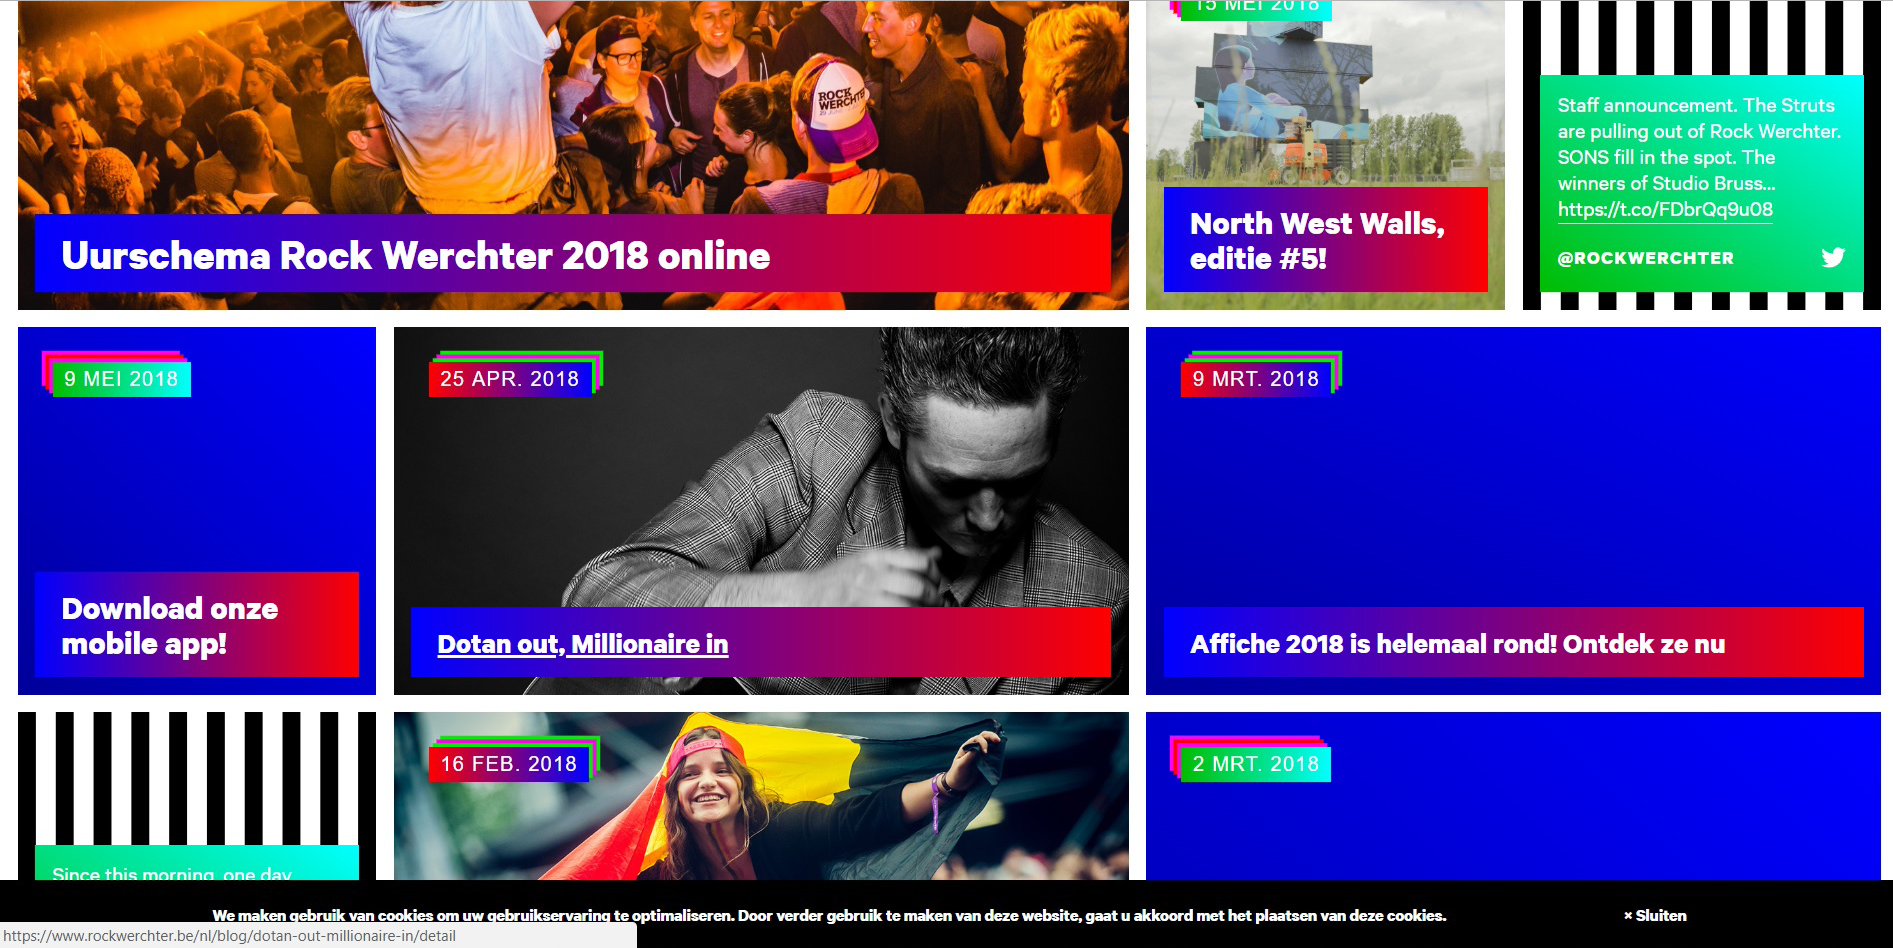 ROCK
WERCHTER
Uurschema Rock Werchter 2018 online
15 MEI 2018
North West Walls,
editie #5!
Staff announcement. The Struts
are pulling out of Rock Werchter.
SONS fill in the spot. The
winners of Studio Bruss...
https://t.co/FDbrQq9u08
@ROCKWERCHTER
9 MEI 2018
Download onze
mobile app!
25 APR. 2018
Dotan out, Millionaire in
9 MRT. 2018
Affiche 2018 is helemaal rond! Ontdek ze nu
Since this morning, one day
16 FEB. 2018
2 MRT. 2018
We maken gebruik van cookies om uw gebruikservaring te optimaliseren. Door verder gebruik te maken van deze website, gaat u akkoord met het plaatsen van deze cookies.
× Sluiten
https://www.rockwerchter.be/nl/blog/dotan-out-millionaire-in/detail